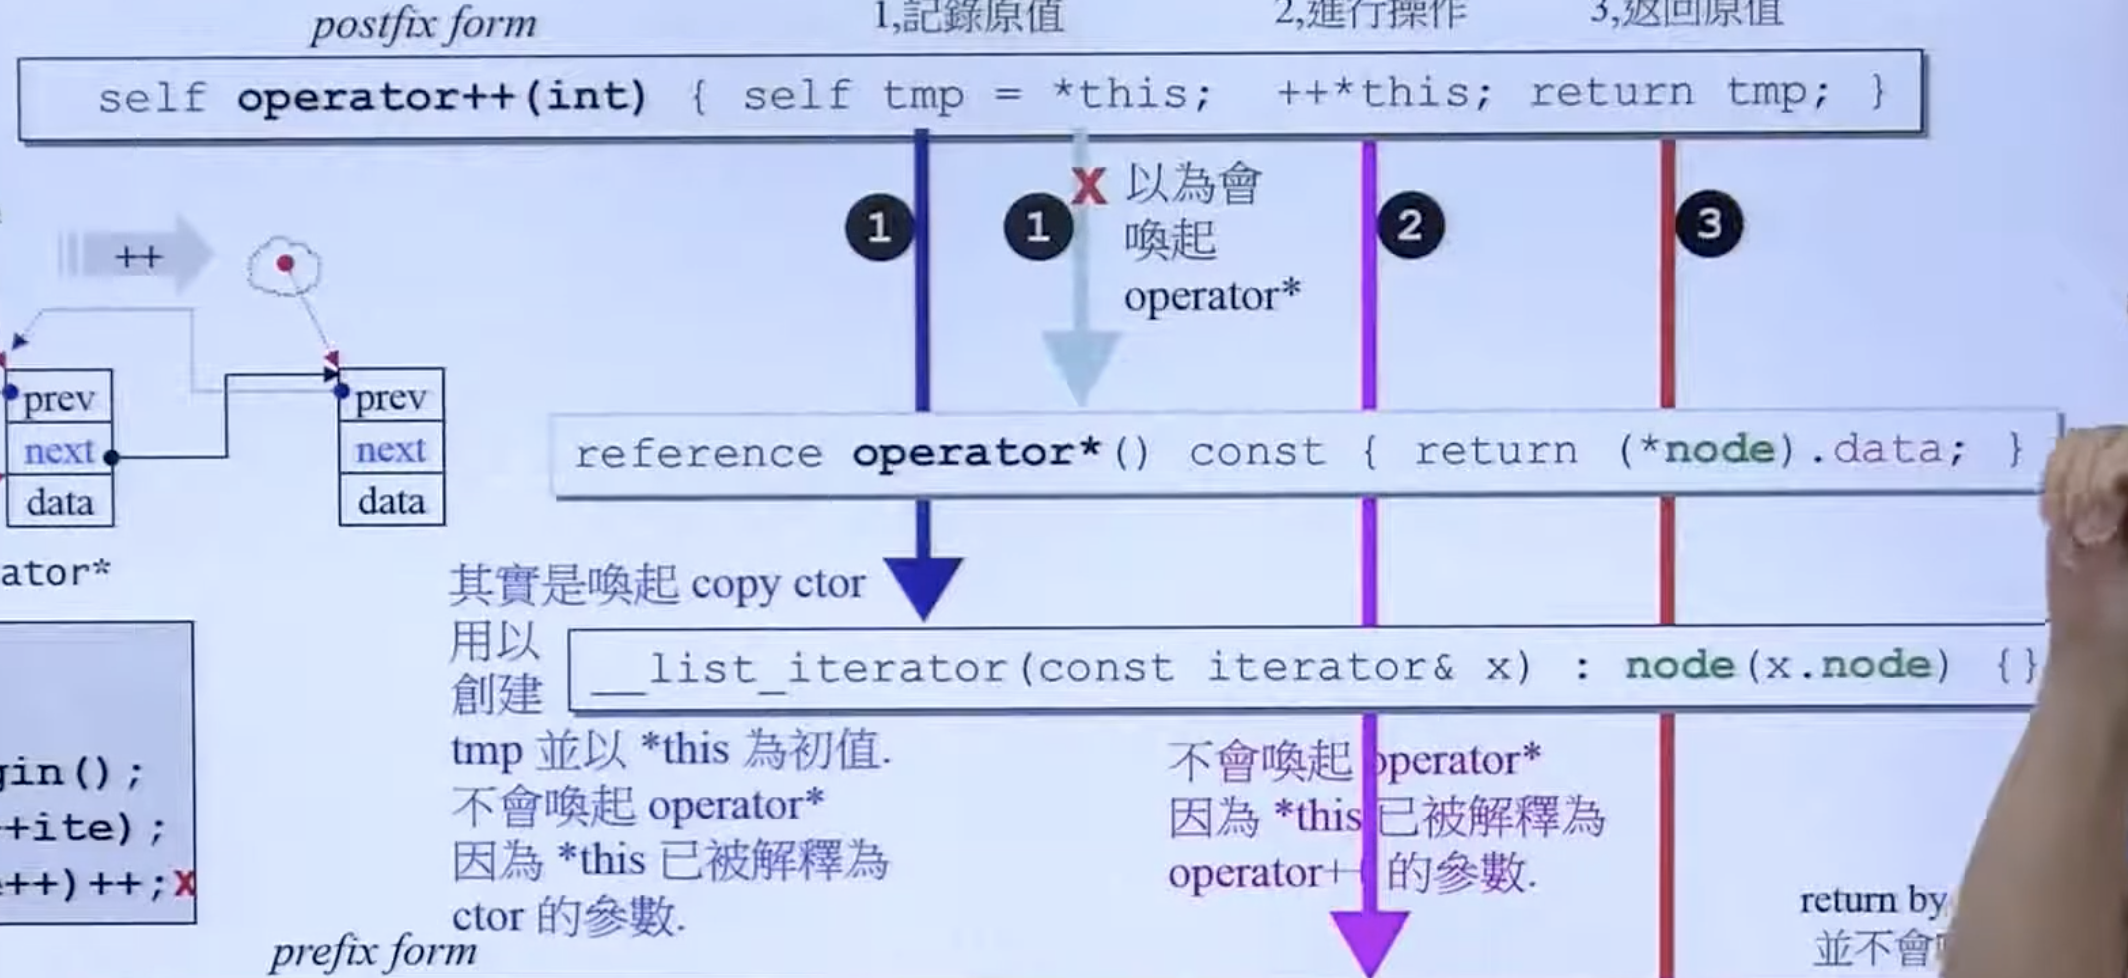 postfix form
1,記錄原值
2,進行操作
3,返回原值
self operator++(int) { self tmp = *this; ++*this; return tmp; }
1
1
X
以為會
喚起
operator*
2
3
++
prev
next
data
prev
next
data
reference operator*() const { return (*node).data; }
ator*
其實是喚起 copy ctor
用以
創建
tmp 並以 *this 為初值.
不會喚起 operator*
因為 *this 已被解釋為
ctor 的參數.
__list_iterator(const iterator& x) : node(x.node) {}
不會喚起 operator*
因為 *this 已被解釋為
operator++ 的參數.
gin();
+ite);
e++)++;X
return by
並不會
prefix form